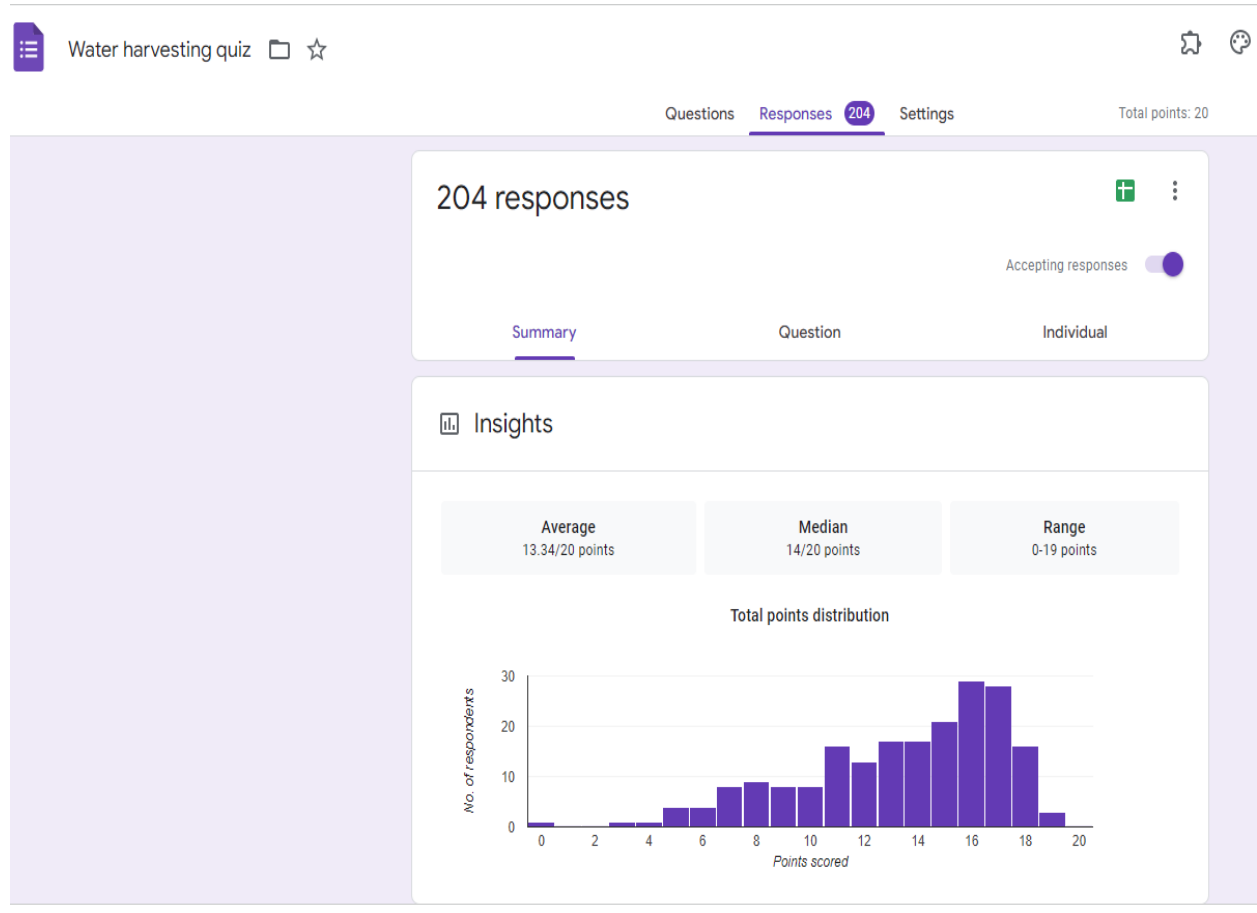 Water harvesting quiz
Questions Responses 204 Settings Total points: 20
204 responses
Accepting responses
Summary Question Individual
Insights
Average Median Range
13.34/20 points 14/20 points 0-19 points
Total points distribution
No. of respondents
30
20
10
0
0 2 4 6 8 10 12 14 16 18 20
Points scored